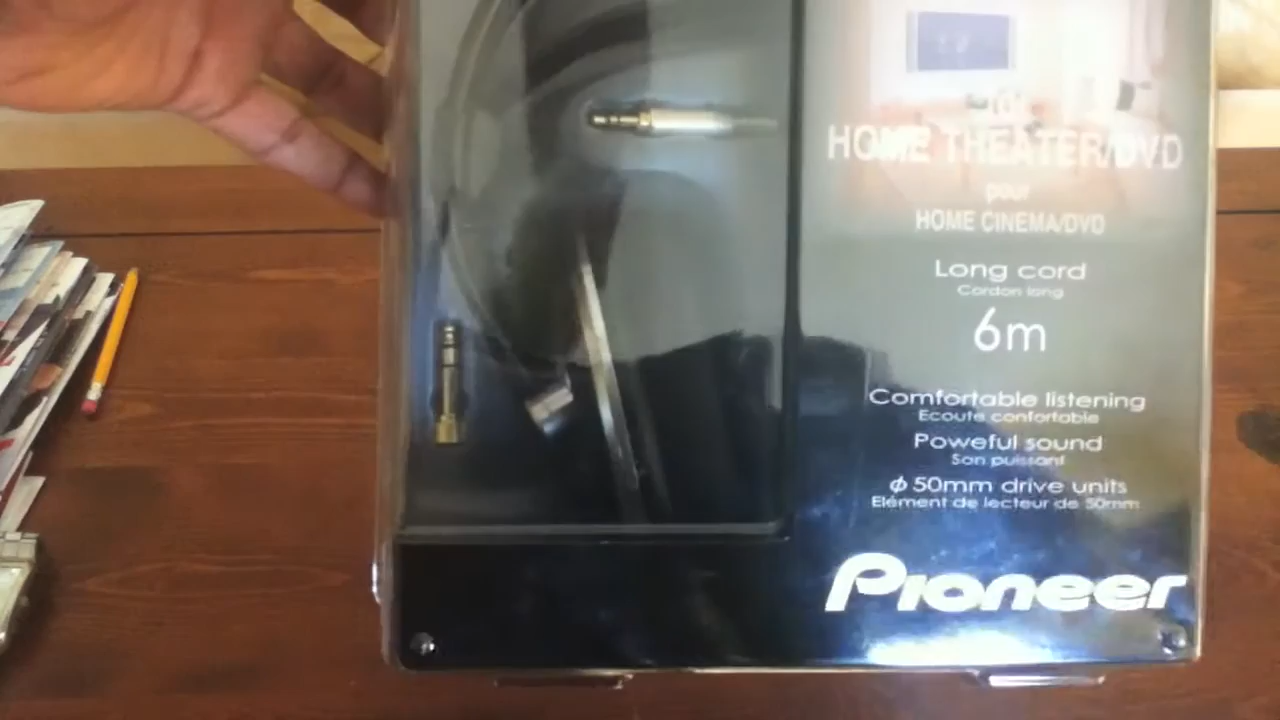 for
HOME THEATER/DVD
pour
HOME CINEMA/DVD
Long cord
Cordon long
6m
Comfortable listening
Ecoute confortable
Poweful sound
Son puissant
ϕ 50mm drive units
Elément de lecteur de 50mm
Pioneer